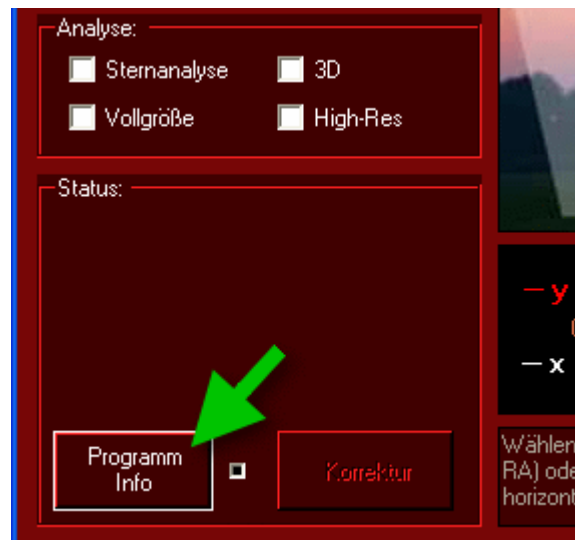 Analyse:
Sternanalyse
3D
Vollgröße
High-Res
Status:
Programm
Info
Korrektur
– y
– x
Wählen
RA) ode
horizont